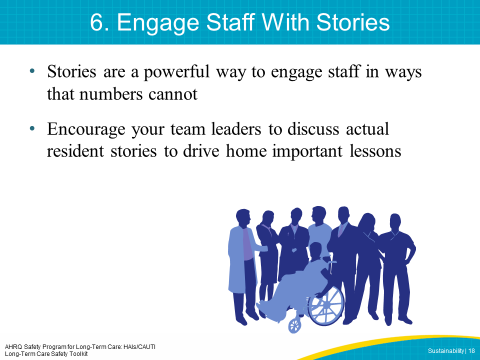 6. Engage Staff With Stories
• Stories are a powerful way to engage staff in ways
that numbers cannot
• Encourage your team leaders to discuss actual
resident stories to drive home important lessons
AHRQ Safety Program for Long-Term Care: HAIs/CAUTI
Long-Term Care Safety Toolkit
Sustainability | 18